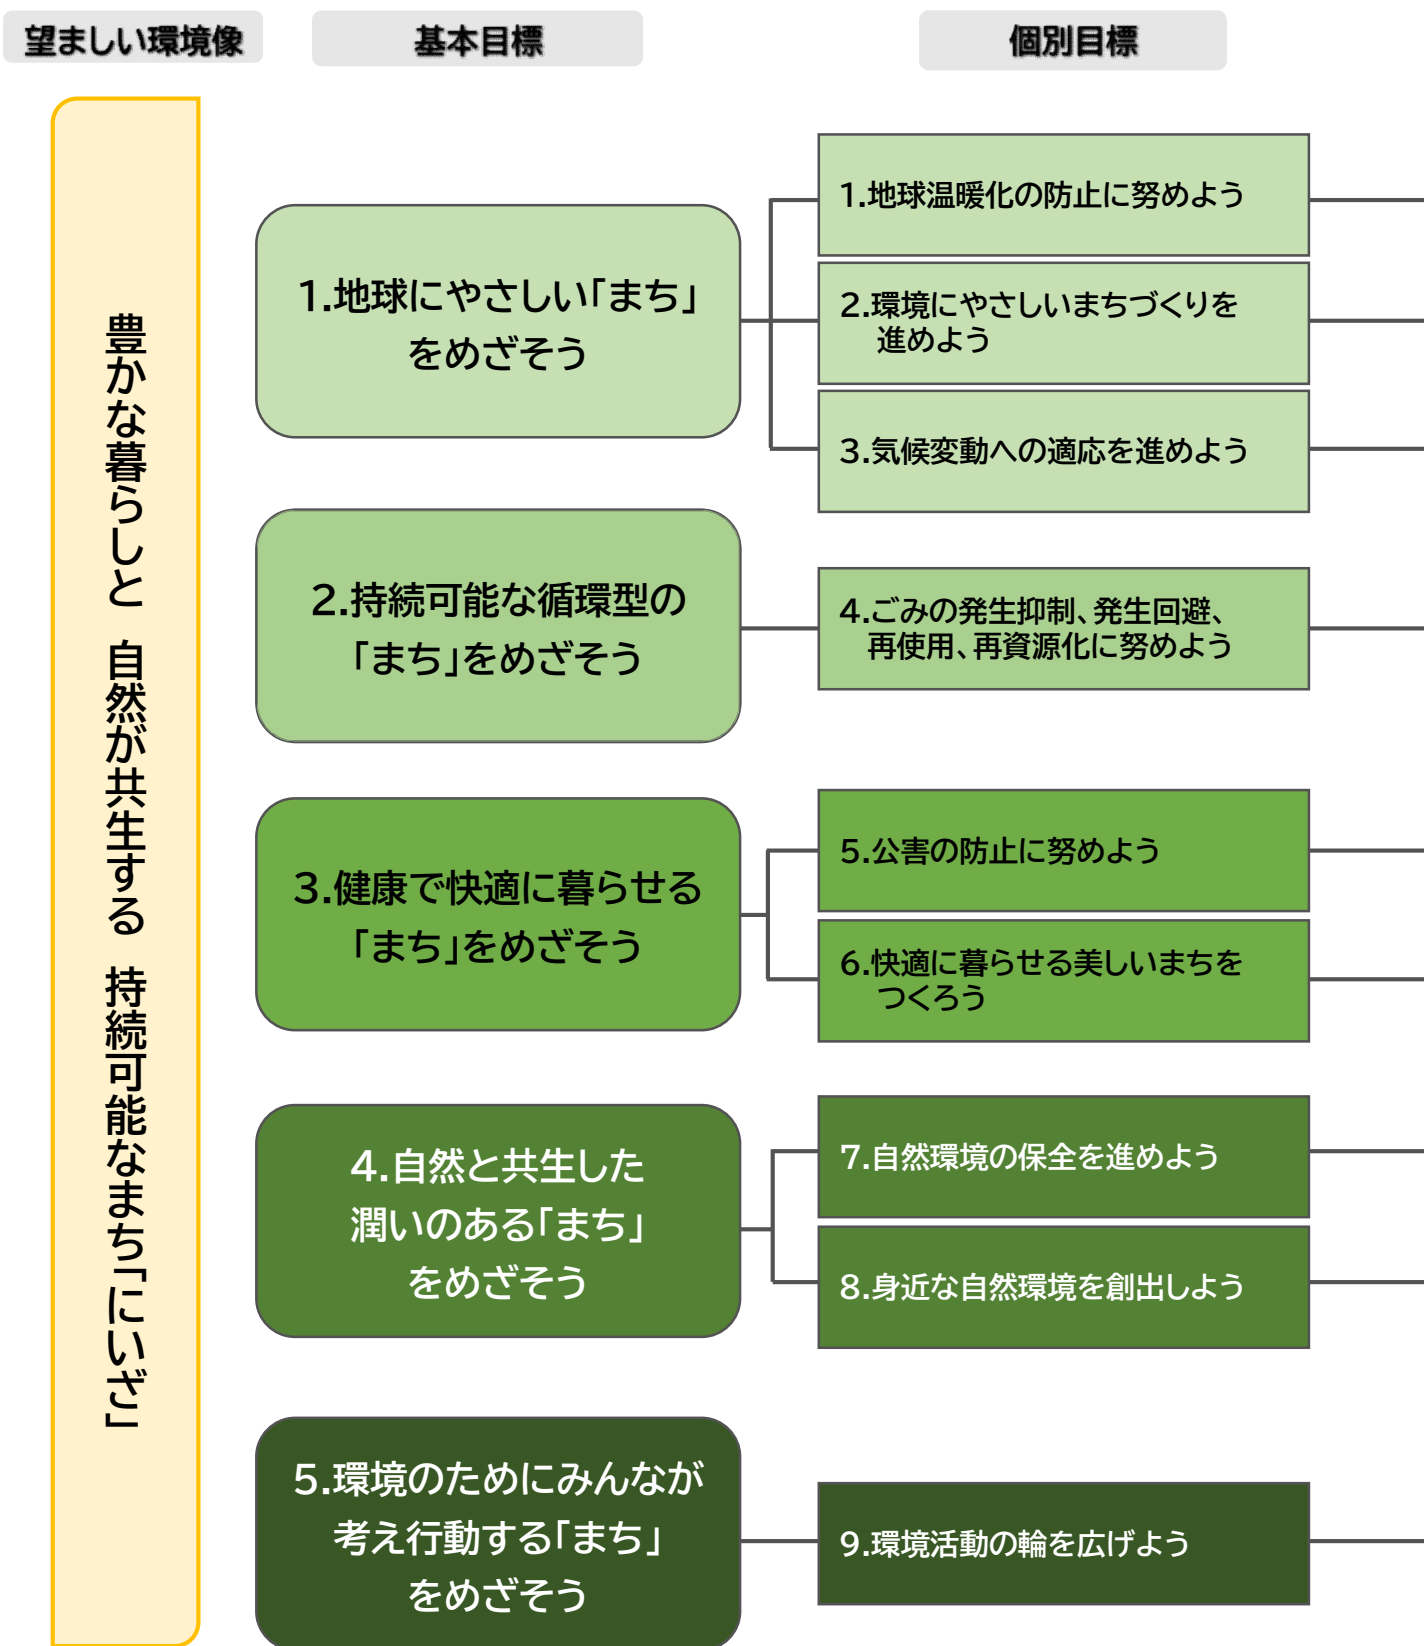 望ましい環境像
基本目標
個別目標
豊かな暮らしと 自然が共生する 持続可能なまち「にいざ」
1.地球にやさしい「まち」
をめざそう
1.地球温暖化の防止に努めよう
2.環境にやさしいまちづくりを
進めよう
3.気候変動への適応を進めよう
2.持続可能な循環型の
「まち」をめざそう
4.ごみの発生抑制、発生回避、
再使用、再資源化に努めよう
3.健康で快適に暮らせる
「まち」をめざそう
5.公害の防止に努めよう
6.快適に暮らせる美しいまちを
つくろう
4.自然と共生した
潤いのある「まち」
をめざそう
7.自然環境の保全を進めよう
8.身近な自然環境を創出しよう
5.環境のためにみんなが
考え行動する「まち」
をめざそう
9.環境活動の輪を広げよう